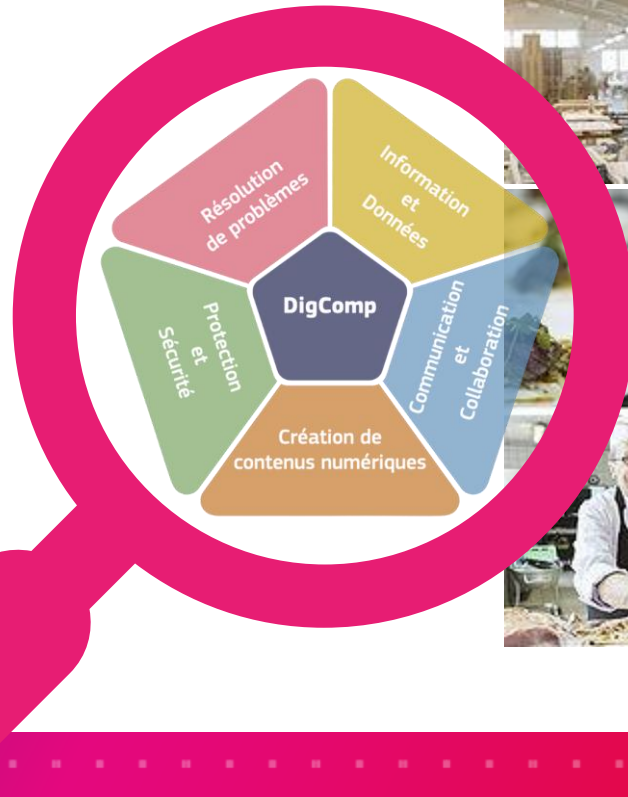 Résolution
de problèmes
Information
et
Données
DigComp
Protection
et
Sécurité
Communication
et
Collaboration
Création de
contenus numériques